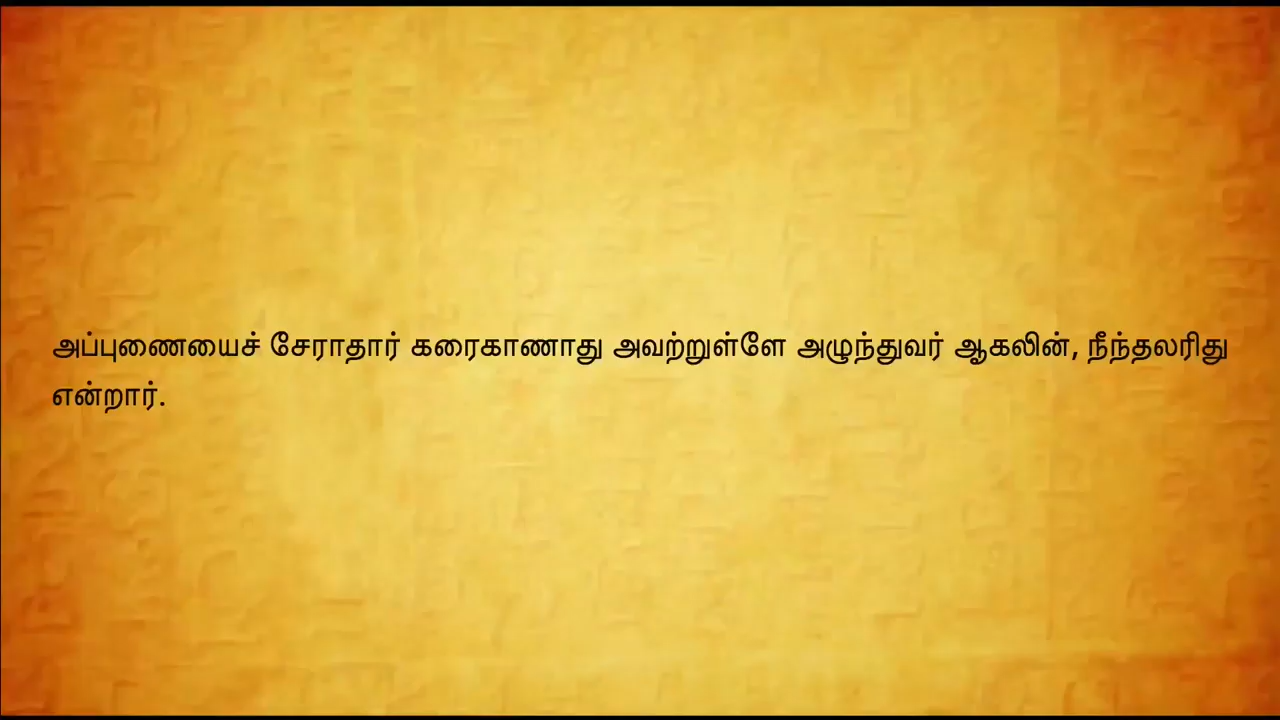 அப்புணையைச் சேராதார் கரைகாணாது அவற்றுள்ளே அழுந்துவர் ஆகலின், நீந்தலரிது
என்றார்.